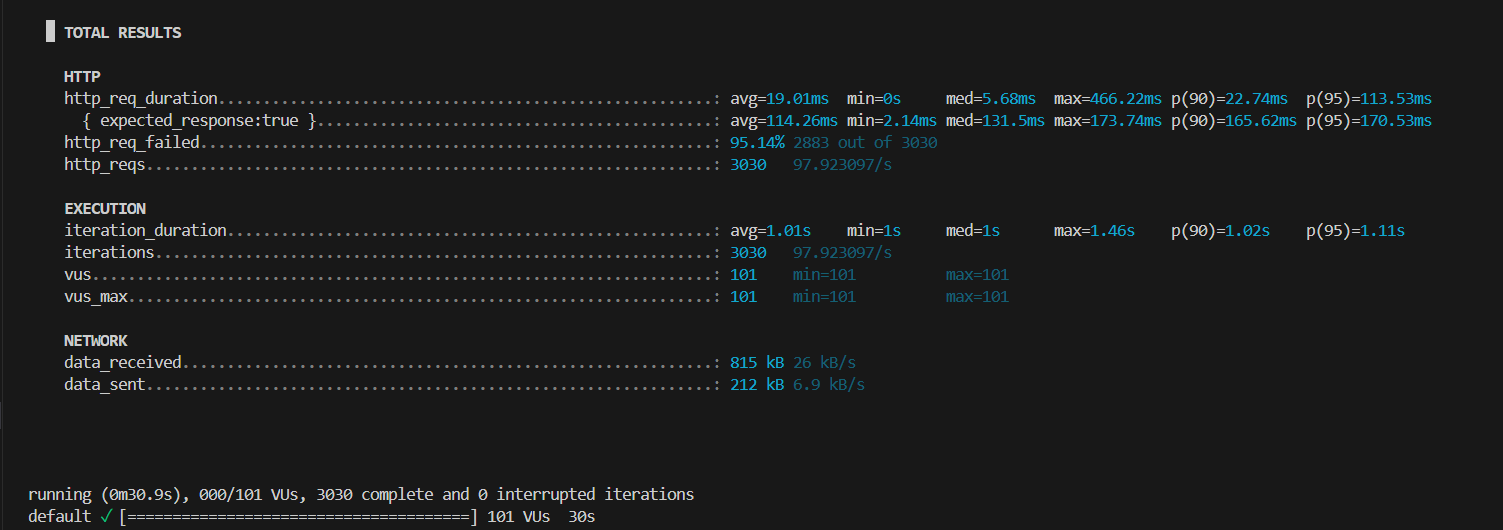 TOTAL RESULTS
HTTP
http_req_duration.......................................................: avg=19.01ms min=0s med=5.68ms max=466.22ms p(90)=22.74ms p(95)=113.53ms
{ expected_response:true }............................................: avg=114.26ms min=2.14ms med=131.5ms max=173.74ms p(90)=165.62ms p(95)=170.53ms
http_req_failed.........................................................: 95.14% 2883 out of 3030
http_reqs...............................................................: 3030 97.923097/s
EXECUTION
iteration_duration......................................................: avg=1.01s min=1s med=1s max=1.46s p(90)=1.02s p(95)=1.11s
iterations..............................................................: 3030 97.923097/s
vus.....................................................................: 101 min=101 max=101
vus_max.................................................................: 101 min=101 max=101
NETWORK
data_received...........................................................: 815 kB 26 kB/s
data_sent...............................................................: 212 kB 6.9 kB/s
running (0m30.9s), 000/101 VUs, 3030 complete and 0 interrupted iterations
default ✓ [======================================] 101 VUs 30s